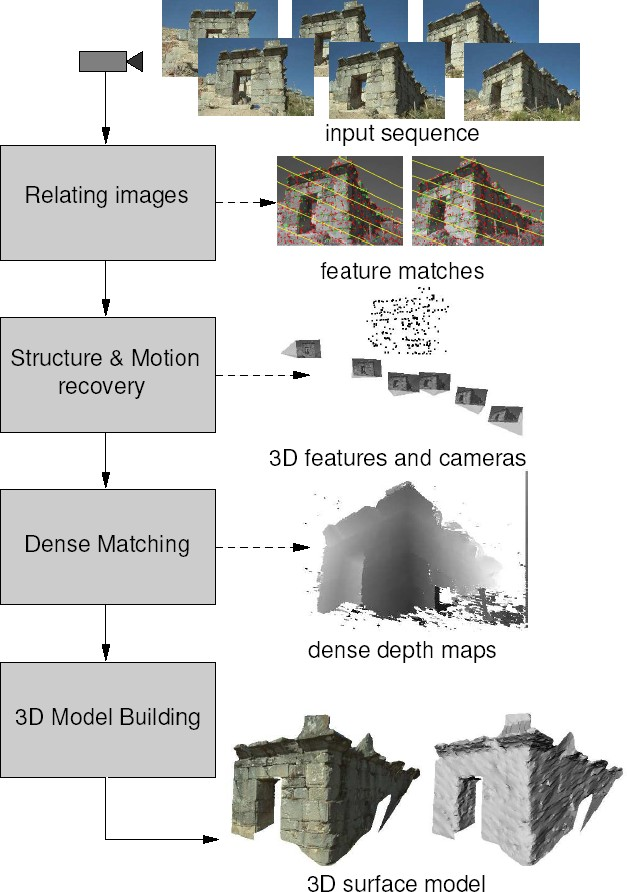 input sequence
Relating images
feature matches
Structure & Motion
recovery
3D features and cameras
Dense Matching
dense depth maps
3D Model Building
3D surface model